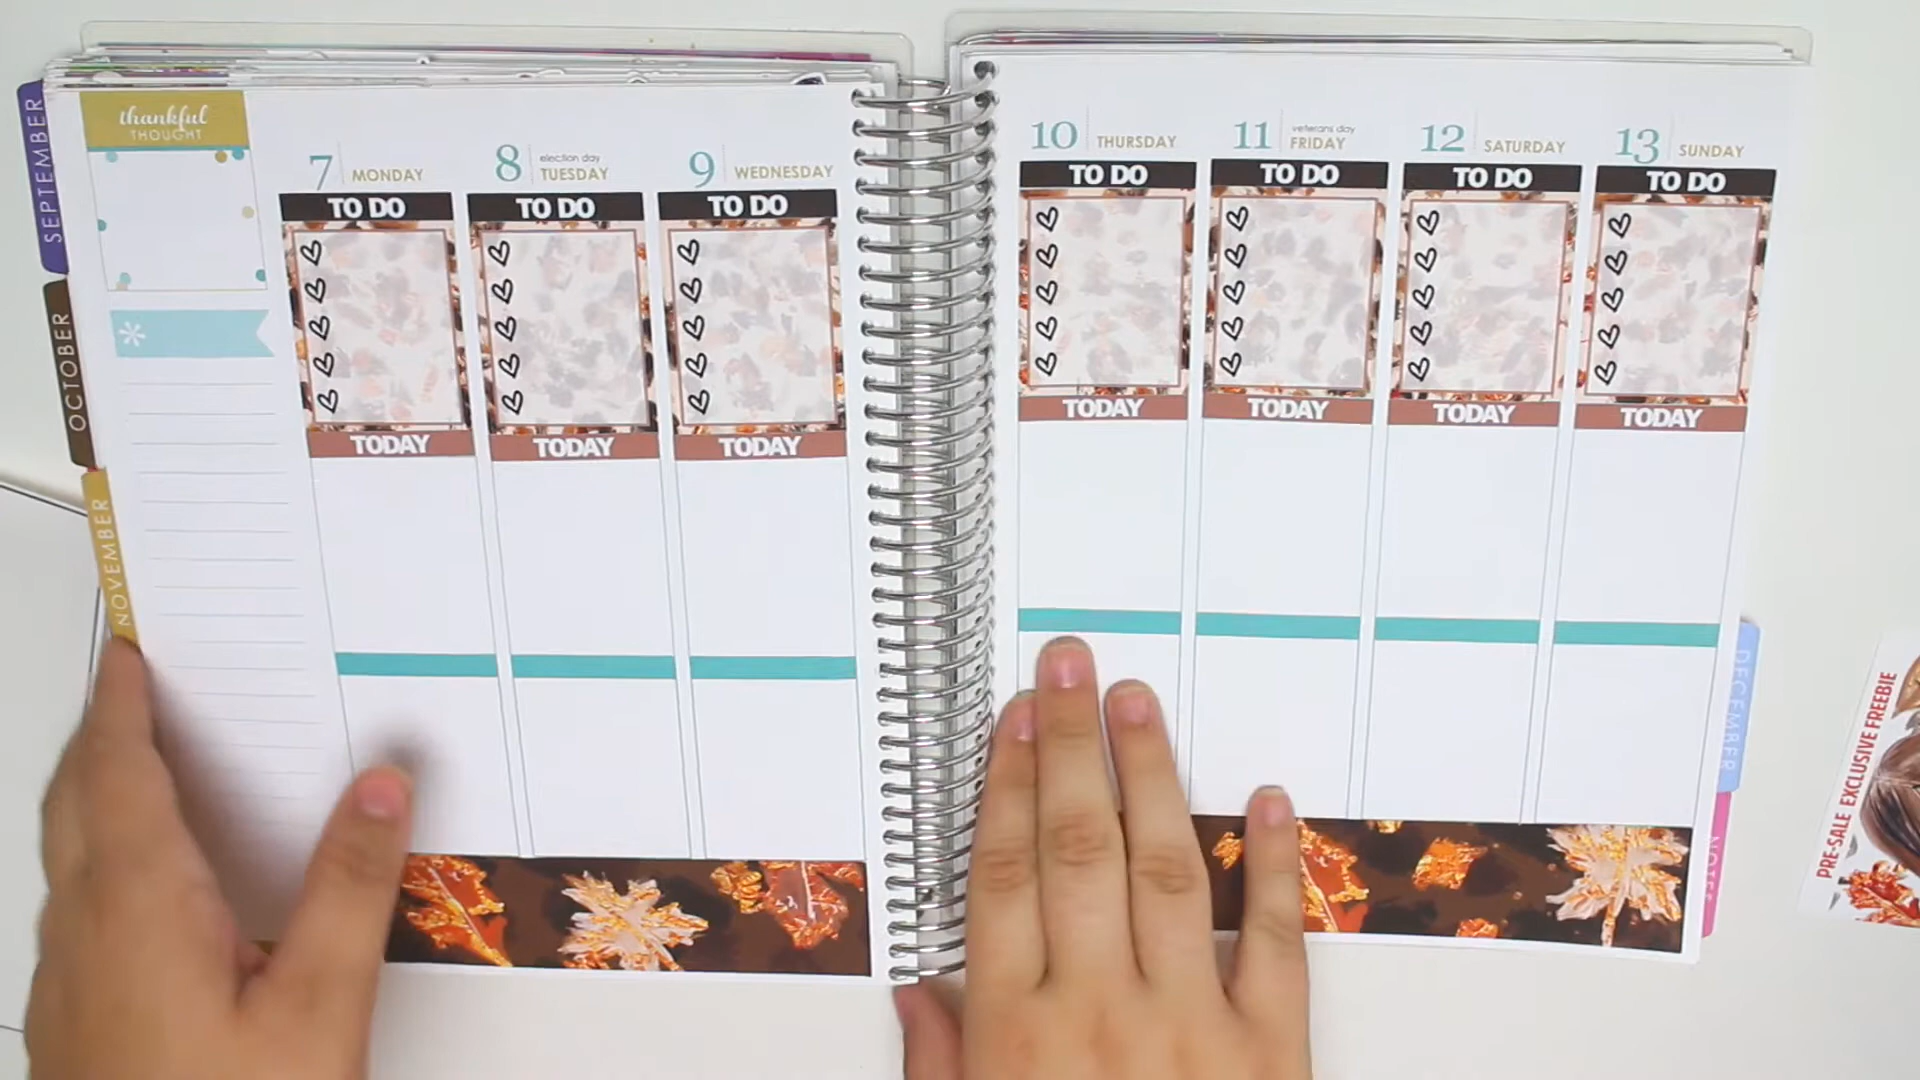 thankful
THOUGHT
7 MONDAY
8 election day TUESDAY
9 WEDNESDAY
10 THURSDAY
11 veterans day FRIDAY
12 SATURDAY
13 SUNDAY
TO DO
TO DO
TO DO
TO DO
TO DO
TO DO
TO DO
TODAY
TODAY
TODAY
TODAY
TODAY
TODAY
TODAY
SEPTEMBER
OCTOBER
NOVEMBER
DECEMBER
NOTES
PRE-SALE EXCLUSIVE FREEBIE